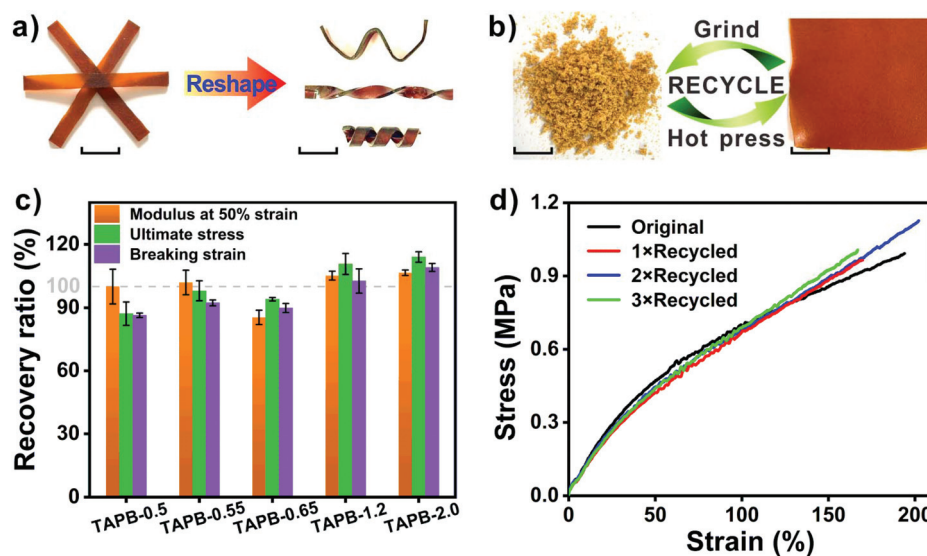 a)
Reshape
b)
Grind
RECYCLE
Hot press
c)
Recovery ratio (%)
120
100
90
60
30
0
Modulus at 50% strain
Ultimate stress
Breaking strain
TAPB-0.5
TAPB-0.55
TAPB-0.65
TAPB-1.2
TAPB-2.0
d)
Stress (MPa)
1.2
0.9
0.6
0.3
0.0
Original
1×Recycled
2×Recycled
3×Recycled
0 50 100 150 200
Strain (%)